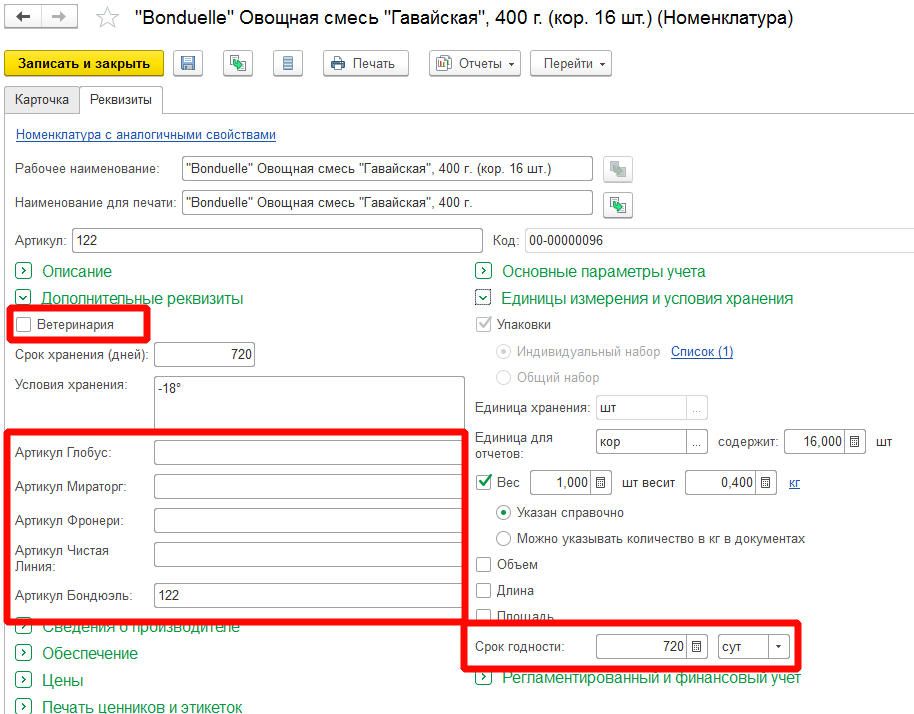 "Bonduelle" Овощная смесь "Гавайская", 400 г. (кор. 16 шт.) (Номенклатура)
Записать и закрыть
Печать
Отчеты
Перейти
Карточка
Реквизиты
Номенклатура с аналогичными свойствами
Рабочее наименование: "Bonduelle" Овощная смесь "Гавайская", 400 г. (кор. 16 шт.)
Наименование для печати: "Bonduelle" Овощная смесь "Гавайская", 400 г.
Артикул: 122 Код: 00-00000096
Описание
Дополнительные реквизиты
Ветеринария
Срок хранения (дней): 720
Условия хранения: -18°
Артикул Глобус:
Артикул Мираторг:
Артикул Фронери:
Артикул Чистая
Линия:
Артикул Бондюэль: 122
Сведения о производителе
Обеспечение
Цены
Печать ценников и этикеток
Основные параметры учета
Единицы измерения и условия хранения
Упаковки
Индивидуальный набор Список (1)
Общий набор
Единица хранения: шт ...
Единица для
отчетов: кор ... содержит: 16,000 шт
Вес 1,000 шт весит 0,400 кг
Указан справочно
Можно указывать количество в кг в документах
Объем
Длина
Площадь
Срок годности: 720 сут
Регламентированный и финансовый учет